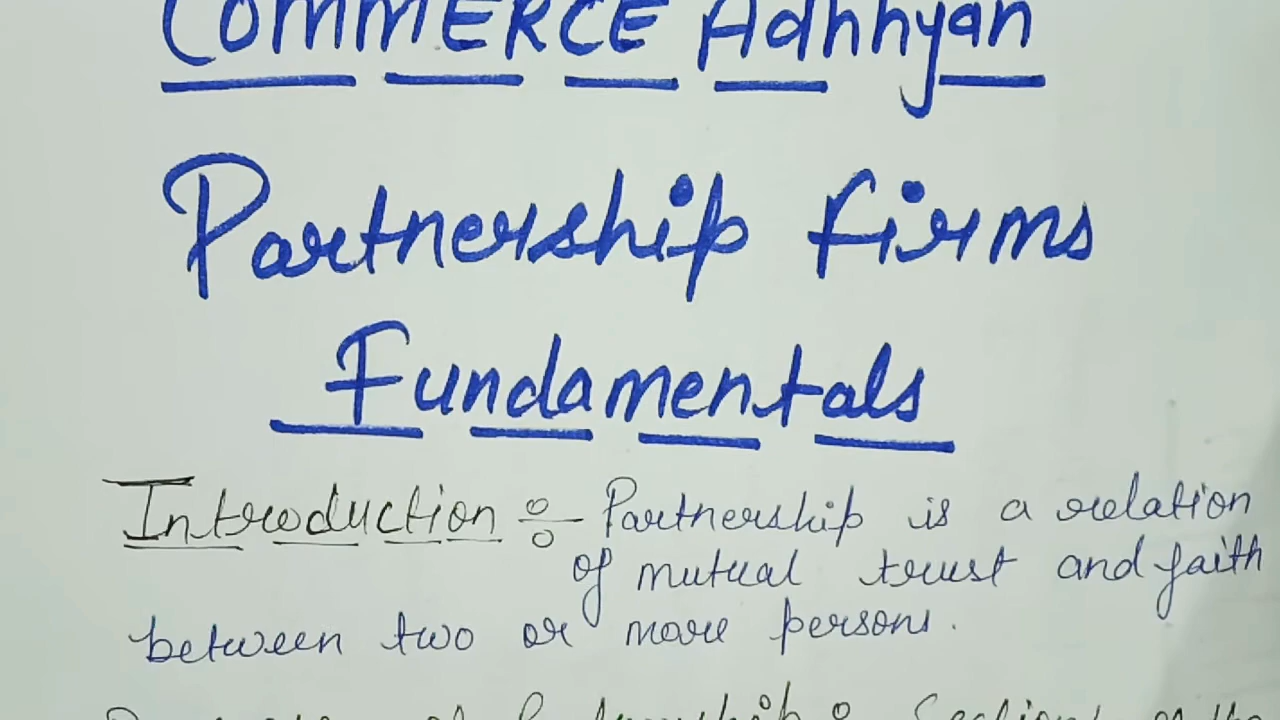 COMMERCE Adhhyan
Partnership firms
Fundamentals
Introduction :- Partnership is a relation
of mutual trust and faith
between two or more persons.